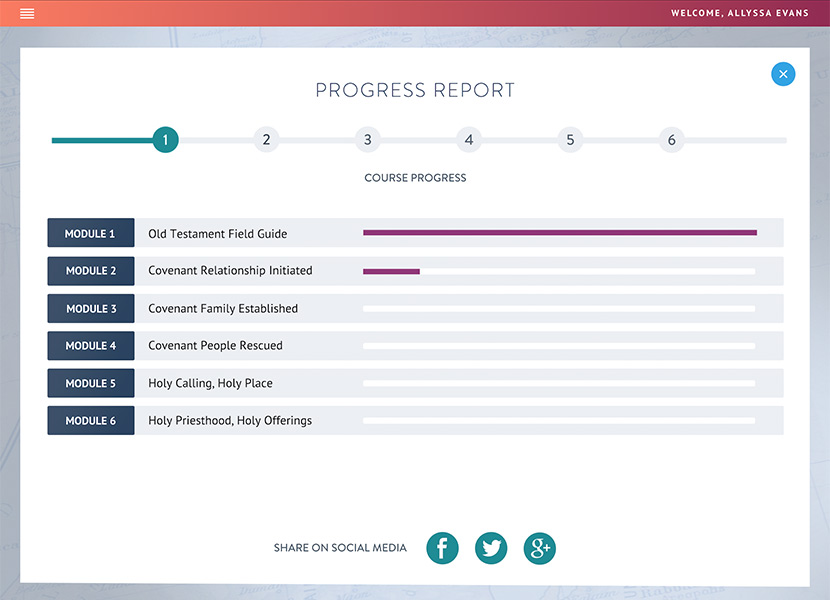 WELCOME, ALLYSSA EVANS
PROGRESS REPORT
1 2 3 4 5 6
COURSE PROGRESS
MODULE 1 Old Testament Field Guide
MODULE 2 Covenant Relationship Initiated
MODULE 3 Covenant Family Established
MODULE 4 Covenant People Rescued
MODULE 5 Holy Calling, Holy Place
MODULE 6 Holy Priesthood, Holy Offerings
SHARE ON SOCIAL MEDIA f g+